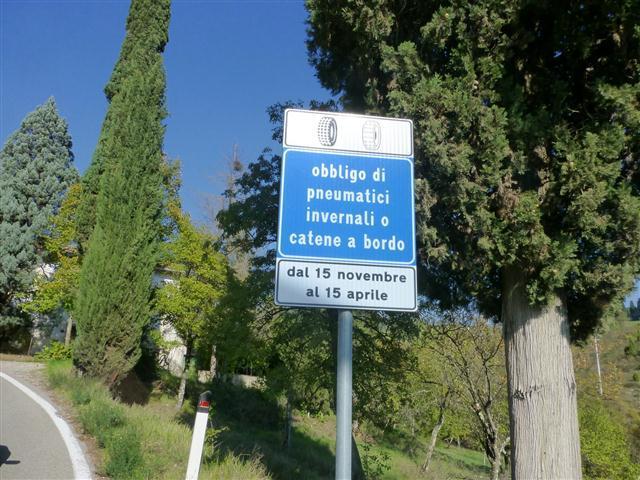 obbligo di
pneumatici
invernali o
catene a bordo
dal 15 novembre
al 15 aprile